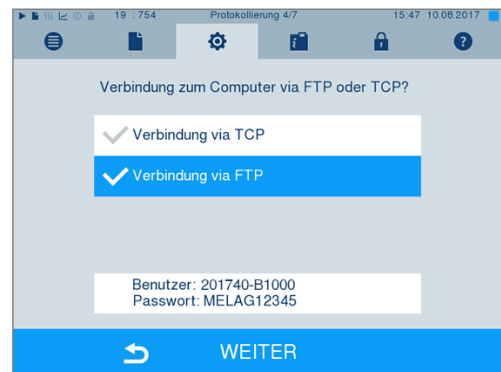 19 : 754 Protokollierung 4/7 15:47 10.08.2017
Verbindung zum Computer via FTP oder TCP?
Verbindung via TCP
Verbindung via FTP
Benutzer: 201740-B1000
Passwort: MELAG12345
WEITER